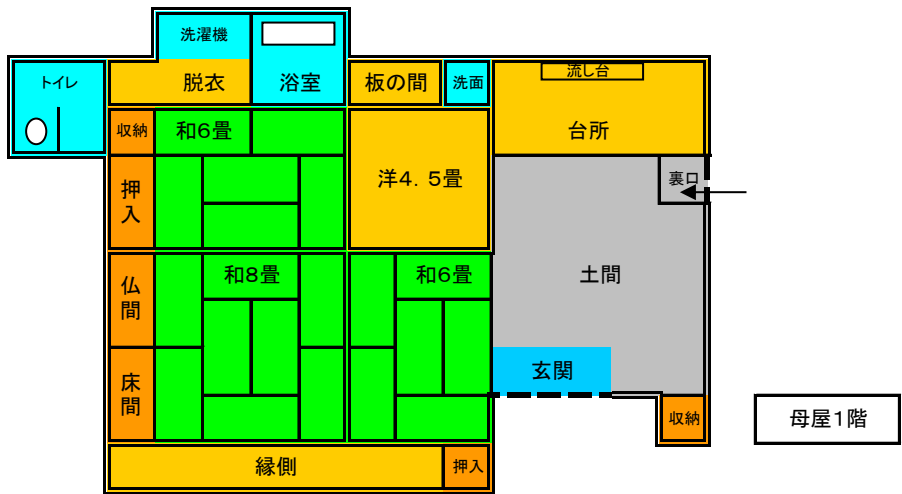 洗濯機
トイレ
脱衣
浴室
板の間
洗面
流し台
台所
収納
和6畳
洋4.5畳
押入
裏口
仏間
和8畳
和6畳
土間
床間
玄関
収納
母屋1階
縁側
押入